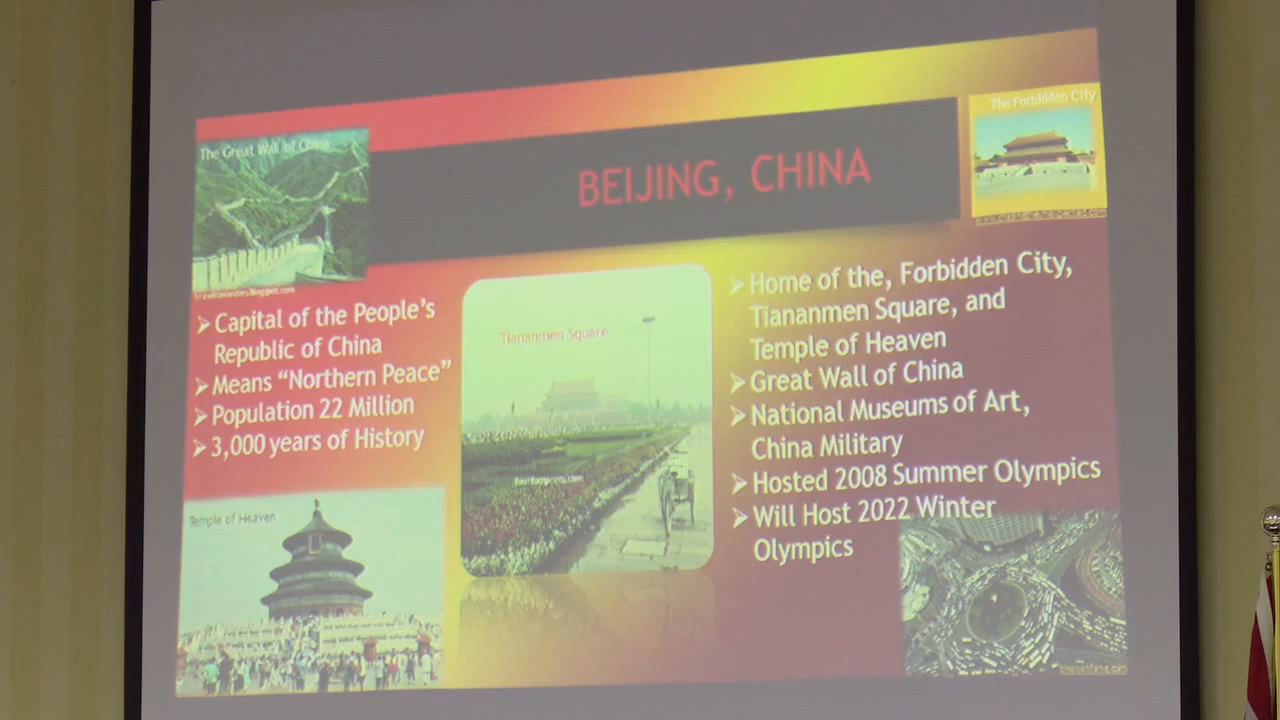 The Great Wall of China
BEIJING, CHINA
The Forbidden City
Capital of the People's
Republic of China
Means “Northern Peace”
Population 22 Million
3,000 years of History
Temple of Heaven
Tiananmen Square
fourfootprints.com
Home of the, Forbidden City,
Tiananmen Square, and
Temple of Heaven
Great Wall of China
National Museums of Art,
China Military
Hosted 2008 Summer Olympics
Will Host 2022 Winter
Olympics